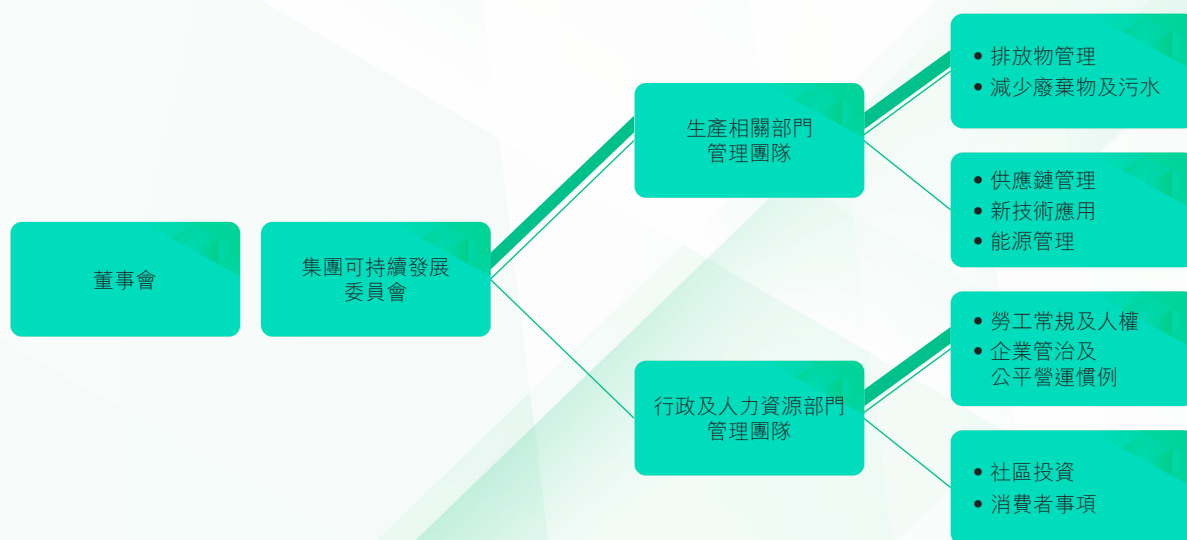 董事會
集團可持續發展
委員會
生產相關部門
管理團隊
行政及人力資源部門
管理團隊
• 排放物管理
• 減少廢棄物及污水
• 供應鏈管理
• 新技術應用
• 能源管理
• 勞工常規及人權
• 企業管治及
公平營運慣例
• 社區投資
• 消費者事項